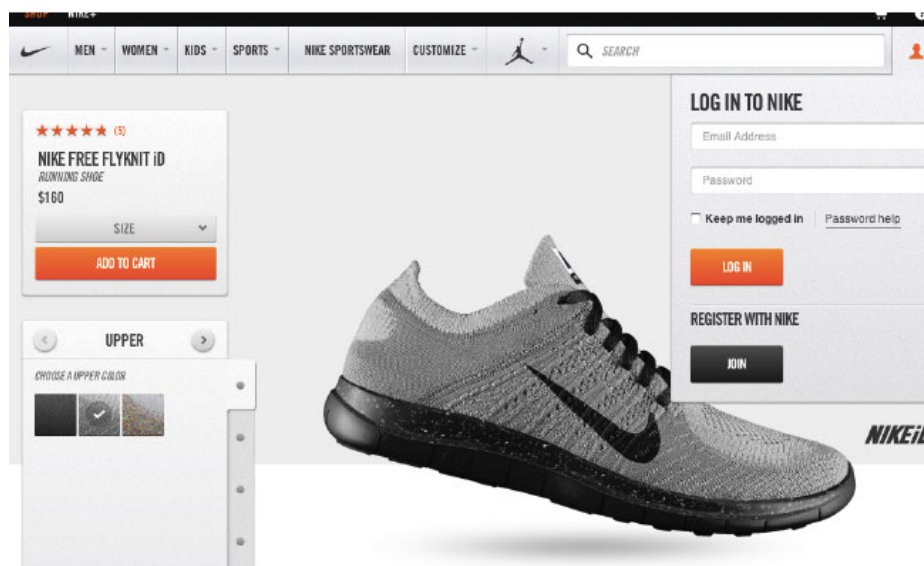 SHOP NIKE+
MEN WOMEN KIDS SPORTS NIKE SPORTSWEAR CUSTOMIZE SEARCH
LOG IN TO NIKE
Email Address
Password
Keep me logged in Password help
LOG IN
REGISTER WITH NIKE
JOIN
(5)
NIKE FREE FLYKNIT iD
RUNNING SHOE
$160
SIZE
ADD TO CART
UPPER
CHOOSE A UPPER COLOR
NIKEiD